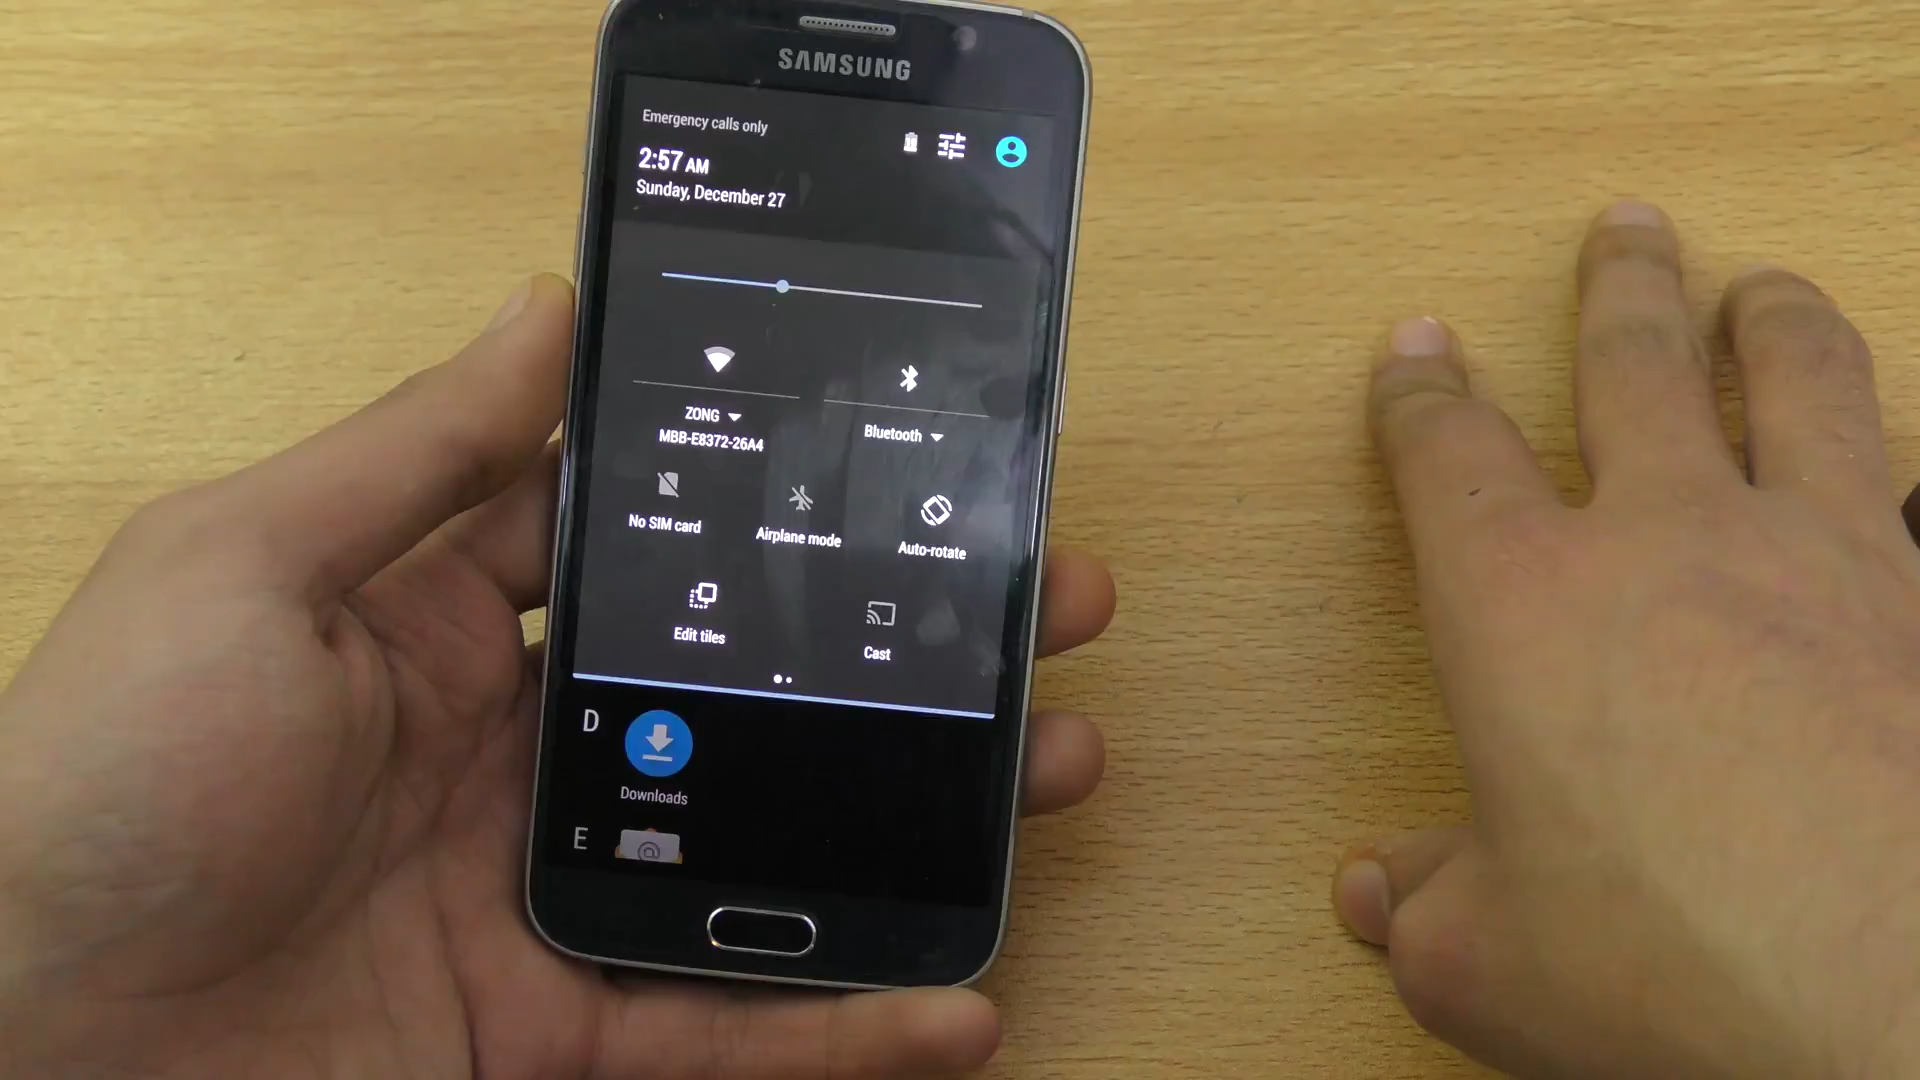 SAMSUNG
Emergency calls only
2:57 AM
Sunday, December 27
ZONG
MBB-E8372-26A4
Bluetooth
No SIM card
Airplane mode
Auto-rotate
Edit tiles
Cast
D
Downloads
E
@